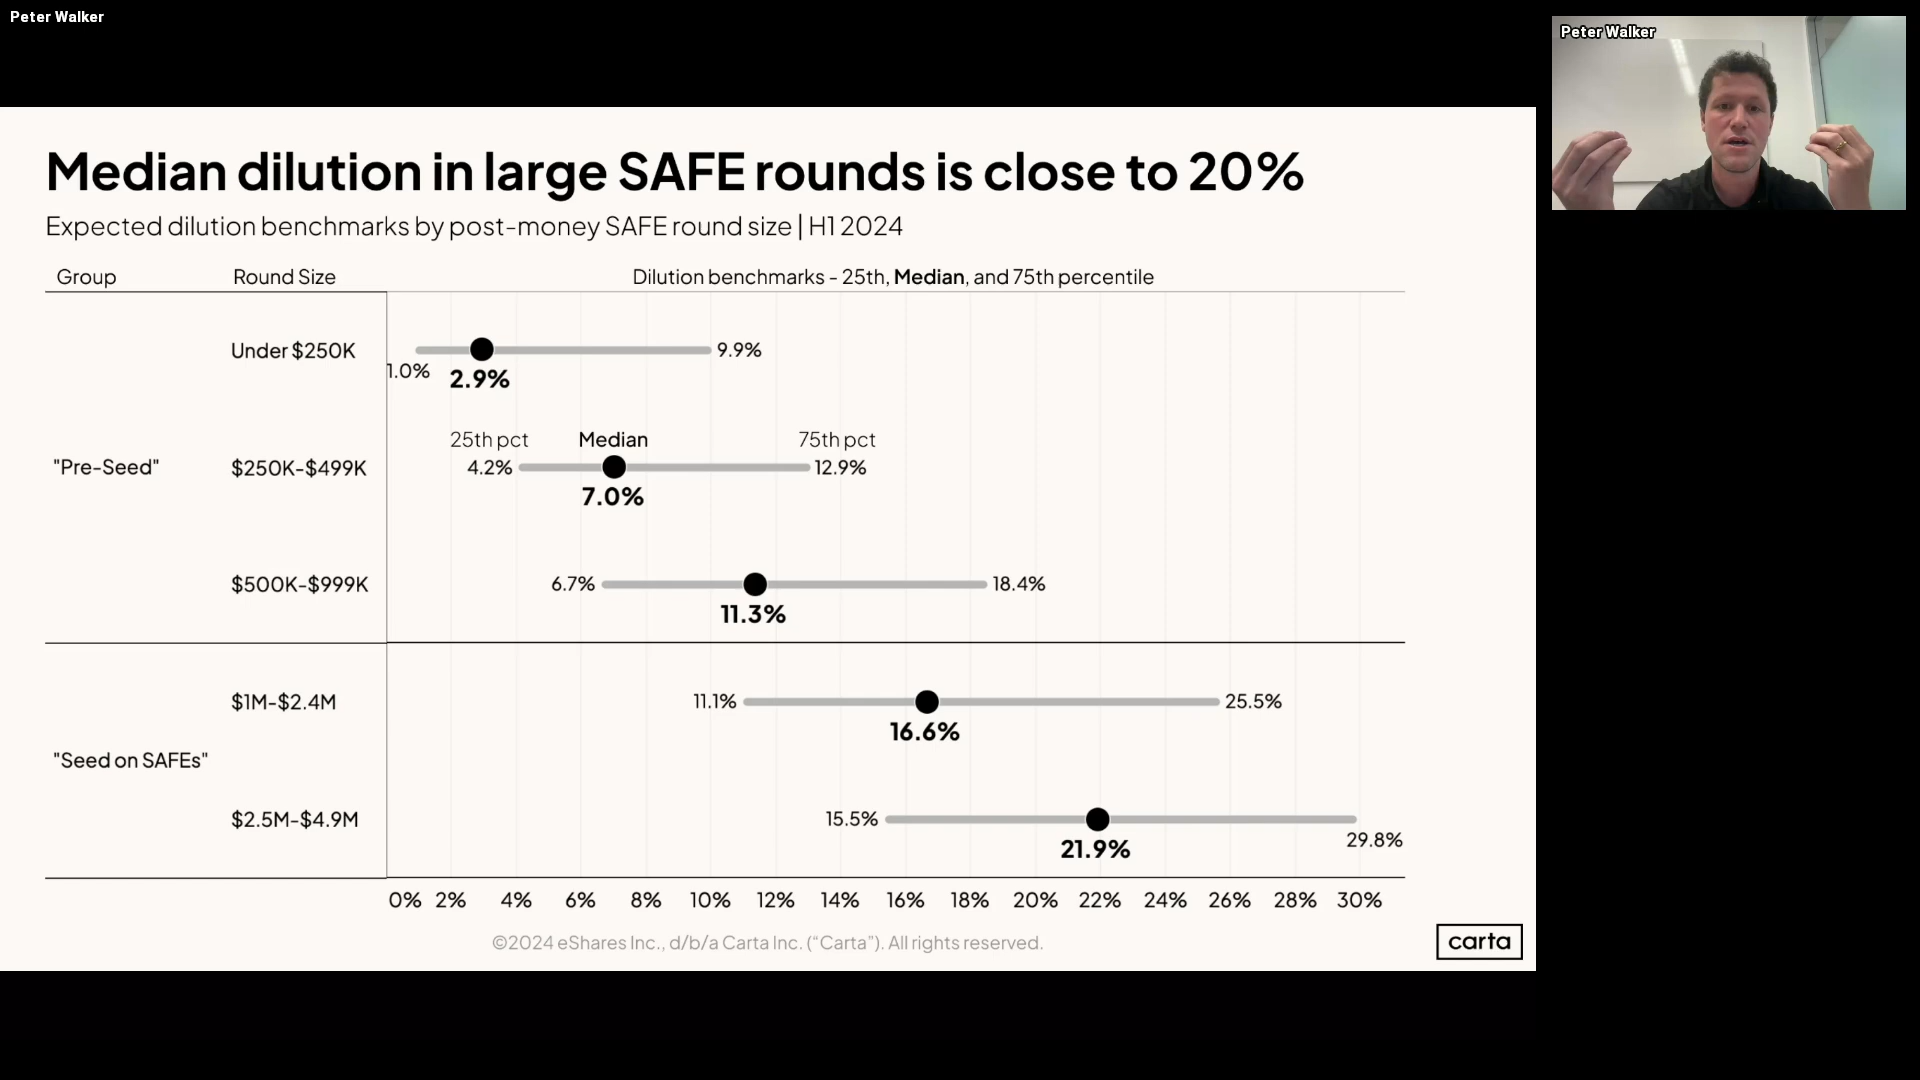 Peter Walker
Peter Walker
Median dilution in large SAFE rounds is close to 20%
Expected dilution benchmarks by post-money SAFE round size | H1 2024
Group Round Size Dilution benchmarks - 25th, Median, and 75th percentile
Under $250K 9.9%
1.0% 2.9%
25th pct Median 75th pct
"Pre-Seed" $250K-$499K 4.2% 12.9%
7.0%
$500K-$999K 6.7% 18.4%
11.3%
$1M-$2.4M 11.1% 25.5%
16.6%
"Seed on SAFEs"
$2.5M-$4.9M 15.5% 29.8%
21.9%
0% 2% 4% 6% 8% 10% 12% 14% 16% 18% 20% 22% 24% 26% 28% 30%
©2024 eShares Inc., d/b/a Carta Inc. (“Carta”). All rights reserved.
carta